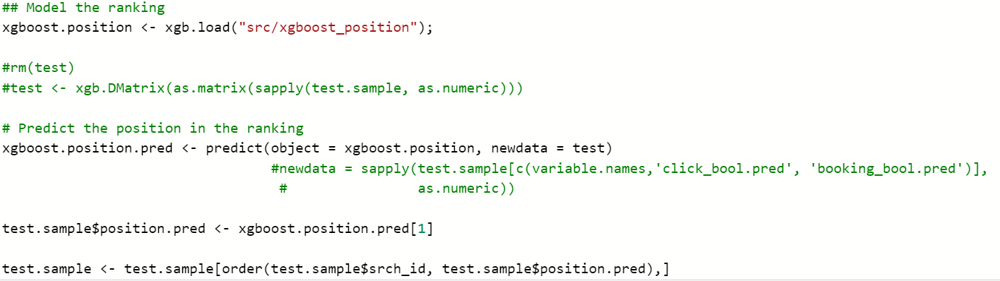 ## Model the ranking
xgboost.position <- xgb.load("src/xgboost_position");
#rm(test)
#test <- xgb.DMatrix(as.matrix(sapply(test.sample, as.numeric)))
# Predict the position in the ranking
xgboost.position.pred <- predict(object = xgboost.position, newdata = test)
#newdata = sapply(test.sample[c(variable.names,'click_bool.pred', 'booking_bool.pred')],
#                as.numeric))
test.sample$position.pred <- xgboost.position.pred[1]
test.sample <- test.sample[order(test.sample$srch_id, test.sample$position.pred),]